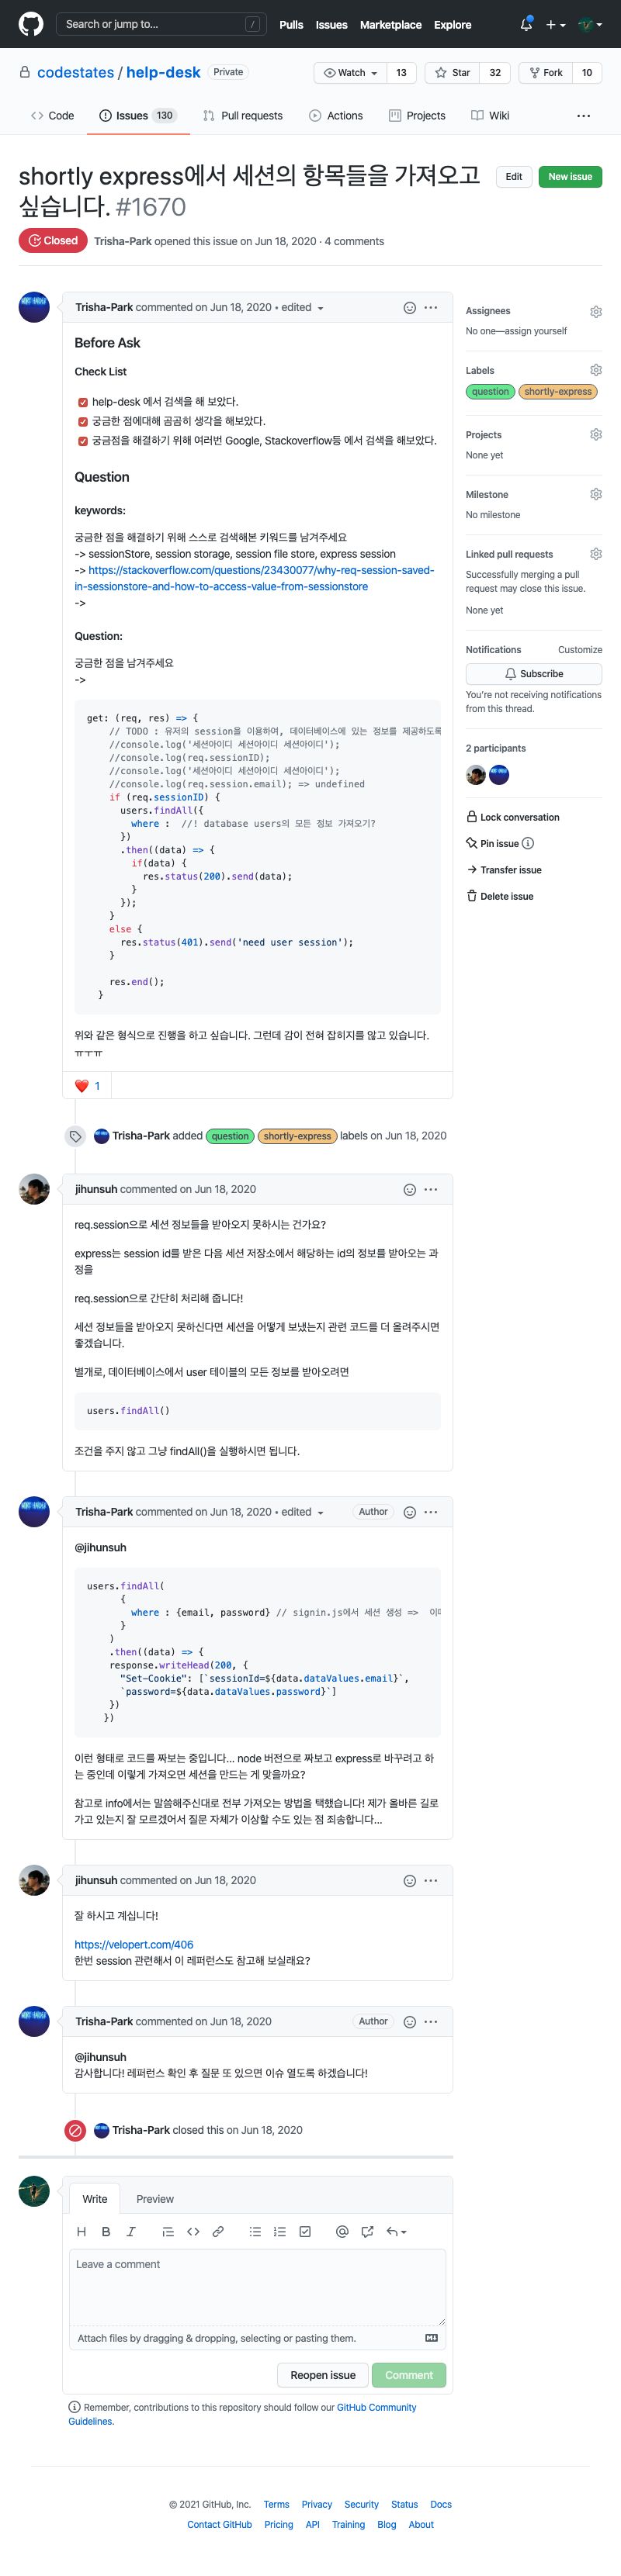 Search or jump to...
/
Pulls Issues Marketplace Explore
codestates / help-desk Private
Watch 13 Star 32 Fork 10
Code Issues 130 Pull requests Actions Projects Wiki
shortly express에서 세션의 항목들을 가져오고
싶습니다. #1670
Edit New issue
Closed Trisha-Park opened this issue on Jun 18, 2020 · 4 comments
Trisha-Park commented on Jun 18, 2020 • edited
Before Ask
Check List
help-desk 에서 검색을 해 보았다.
궁금한 점에대해 곰곰히 생각을 해보았다.
궁금점을 해결하기 위해 여러번 Google, Stackoverflow등 에서 검색을 해보았다.
Question
keywords:
궁금한 점을 해결하기 위해 스스로 검색해본 키워드를 남겨주세요
-> sessionStore, session storage, session file store, express session
-> https://stackoverflow.com/questions/23430077/why-req-session-saved-
in-sessionstore-and-how-to-access-value-from-sessionstore
->
Question:
궁금한 점을 남겨주세요
->
get: (req, res) => {
// TODO : 유저의 session을 이용하여, 데이터베이스에 있는 정보를 제공하도록
//console.log('세션아이디 세션아이디 세션아이디');
//console.log(req.sessionID);
//console.log('세션아이디 세션아이디 세션아이디');
//console.log(req.session.email); => undefined
if (req.sessionID) {
users.findAll({
where :  //! database users의 모든 정보 가져오기?
})
.then((data) => {
if(data) {
res.status(200).send(data);
}
});
}
else {
res.status(401).send('need user session');
}
res.end();
}
위와 같은 형식으로 진행을 하고 싶습니다. 그런데 감이 전혀 잡히지를 않고 있습니다.
ㅠㅜㅠ
1
Trisha-Park added question shortly-express labels on Jun 18, 2020
jihunsuh commented on Jun 18, 2020
req.session으로 세션 정보들을 받아오지 못하시는 건가요?
express는 session id를 받은 다음 세션 저장소에서 해당하는 id의 정보를 받아오는 과
정을
req.session으로 간단히 처리해 줍니다!
세션 정보들을 받아오지 못하신다면 세션을 어떻게 보냈는지 관련 코드를 더 올려주시면
좋겠습니다.
별개로, 데이터베이스에서 user 테이블의 모든 정보를 받아오려면
users.findAll()
조건을 주지 않고 그냥 findAll()을 실행하시면 됩니다.
Trisha-Park commented on Jun 18, 2020 • edited Author
@jihunsuh
users.findAll(
{
where : {email, password} // signin.js에서 세션 생성 =>
}
)
.then((data) => {
response.writeHead(200, {
"Set-Cookie": [`sessionId=${data.dataValues.email}`,
`password=${data.dataValues.password}`]
})
})
이런 형태로 코드를 짜보는 중입니다... node 버전으로 짜보고 express로 바꾸려고 하
는 중인데 이렇게 가져오면 세션을 만드는 게 맞을까요?
참고로 info에서는 말씀해주신대로 전부 가져오는 방법을 택했습니다! 제가 올바른 길로
가고 있는지 잘 모르겠어서 질문 자체가 이상할 수도 있는 점 죄송합니다...
jihunsuh commented on Jun 18, 2020
잘 하시고 계십니다!
https://velopert.com/406
한번 session 관련해서 이 레퍼런스도 참고해 보실래요?
Trisha-Park commented on Jun 18, 2020 Author
@jihunsuh
감사합니다! 레퍼런스 확인 후 질문 또 있으면 이슈 열도록 하겠습니다!
Trisha-Park closed this on Jun 18, 2020
Write Preview
Leave a comment
Attach files by dragging & dropping, selecting or pasting them.
Reopen issue Comment
Remember, contributions to this repository should follow our GitHub Community
Guidelines.
Assignees
No one—assign yourself
Labels
question shortly-express
Projects
None yet
Milestone
No milestone
Linked pull requests
Successfully merging a pull
request may close this issue.
None yet
Notifications Customize
Subscribe
You're not receiving notifications
from this thread.
2 participants
Lock conversation
Pin issue
Transfer issue
Delete issue
© 2021 GitHub, Inc. Terms Privacy Security Status Docs
Contact GitHub Pricing API Training Blog About